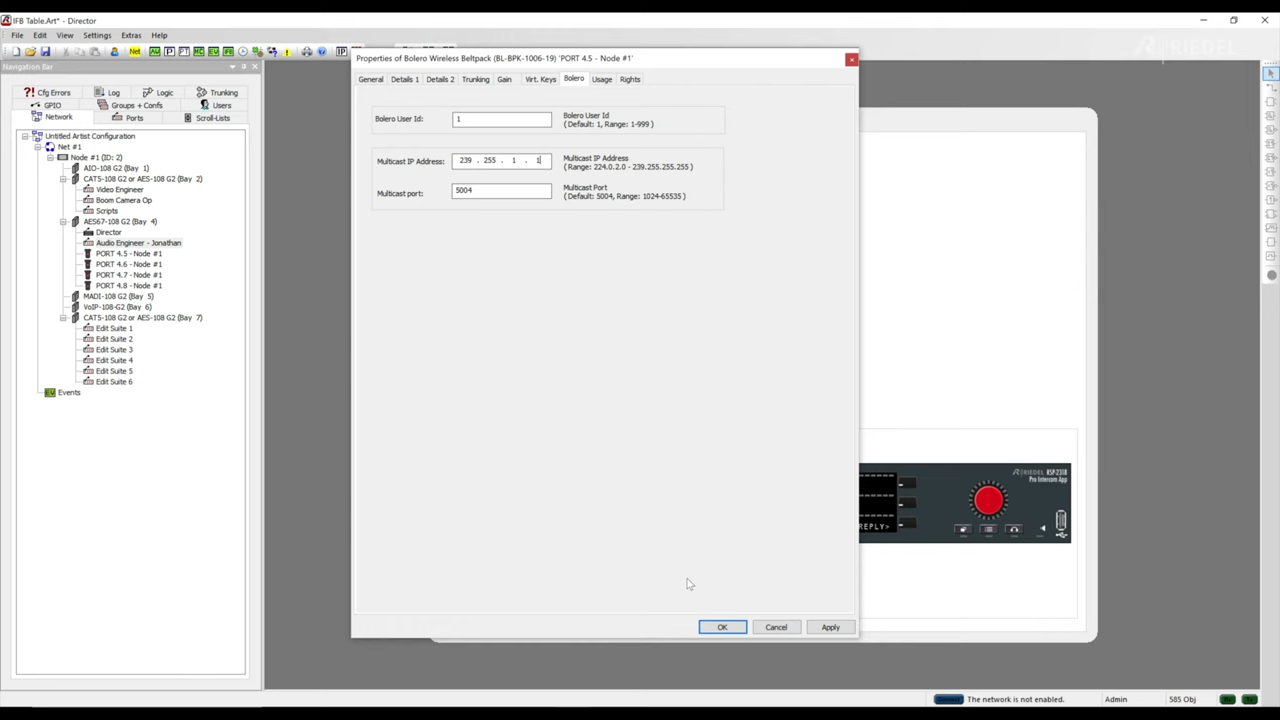 IFB Table.Art* - Director
RIEDEL
File Edit View Settings Extras Help
Net AV P PT MC EV IFB IP
Navigation Bar
Cfg Errors Log Logic Trunking
GPIO Groups + Confs Users
Network Ports Scroll-Lists
Untitled Artist Configuration
Net #1
Node #1 (ID: 2)
AIO-108 G2 (Bay 1)
CAT5-108 G2 or AES-108 G2 (Bay 2)
Video Engineer
Boom Camera Op
Scripts
AES67-108 G2 (Bay 4)
Director
Audio Engineer - Jonathan
PORT 4.5 - Node #1
PORT 4.6 - Node #1
PORT 4.7 - Node #1
PORT 4.8 - Node #1
MADI-108 G2 (Bay 5)
VoIP-108-G2 (Bay 6)
CAT5-108 G2 or AES-108 G2 (Bay 7)
Edit Suite 1
Edit Suite 2
Edit Suite 3
Edit Suite 4
Edit Suite 5
Edit Suite 6
EV Events
Properties of Bolero Wireless Beltpack (BL-BPK-1006-19) 'PORT 4.5 - Node #1'
General Details 1 Details 2 Trunking Gain Virt. Keys Bolero Usage Rights
Bolero User Id: 1 Bolero User Id
( Default: 1, Range: 1-999 )
Multicast IP Address: 239 . 255 . 1 . 1 Multicast IP Address
(Range: 224.0.2.0 - 239.255.255.255)
Multicast port: 5004 Multicast Port
( Default: 5004, Range: 1024-65535 )
OK Cancel Apply
RIEDEL RSP-2318
Pro Intercom App
REPLY>
The network is not enabled. Admin 585 Obj